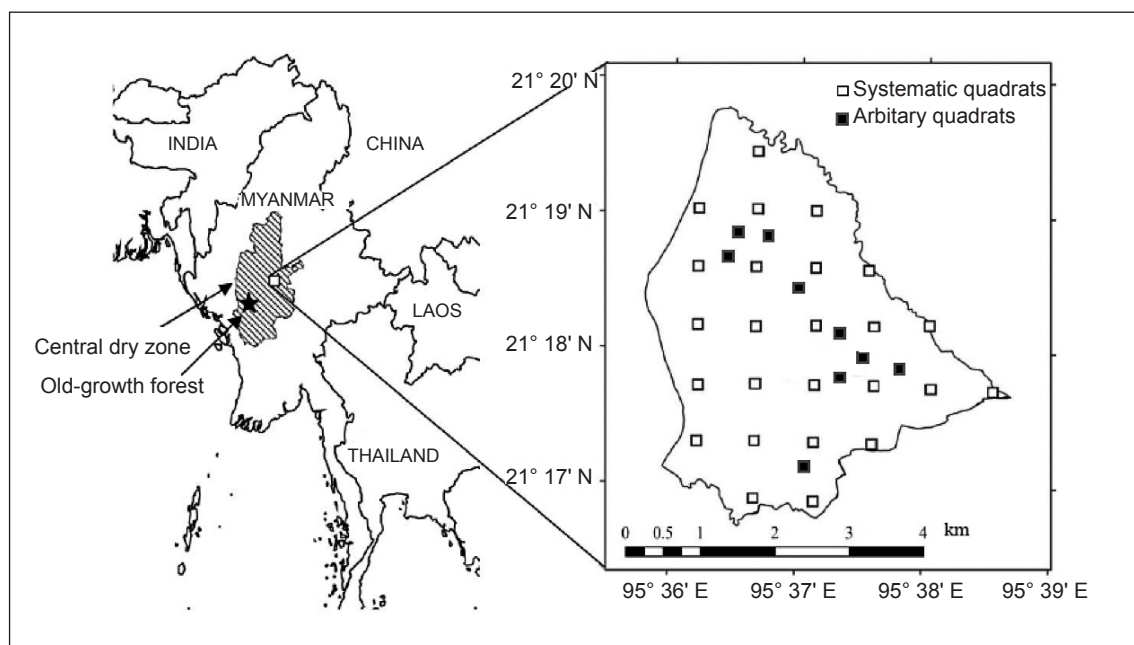 INDIA
CHINA
MYANMAR
LAOS
Central dry zone
Old-growth forest
THAILAND
21° 20' N
21° 19' N
21° 18' N
21° 17' N
Systematic quadrats
Arbitary quadrats
0 0.5 1 2 3 4 km
95° 36' E 95° 37' E 95° 38' E 95° 39' E